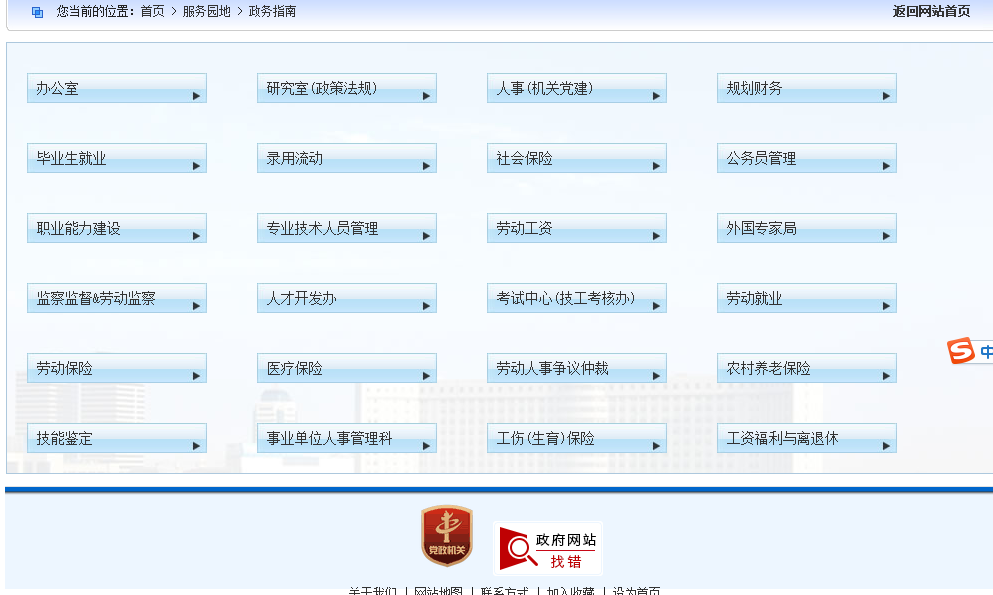 您当前的位置：首页 > 服务园地 > 政务指南 返回网站首页
办公室 研究室(政策法规) 人事(机关党建) 规划财务
毕业生就业 录用流动 社会保险 公务员管理
职业能力建设 专业技术人员管理 劳动工资 外国专家局
监察监督&劳动监察 人才开发办 考试中心(技工考核办) 劳动就业
劳动保险 医疗保险 劳动人事争议仲裁 农村养老保险
技能鉴定 事业单位人事管理科 工伤(生育)保险 工资福利与离退休
S 中
党政机关
政府网站
找错
关于我们 | 网站地图 | 联系方式 | 加入收藏 | 设为首页